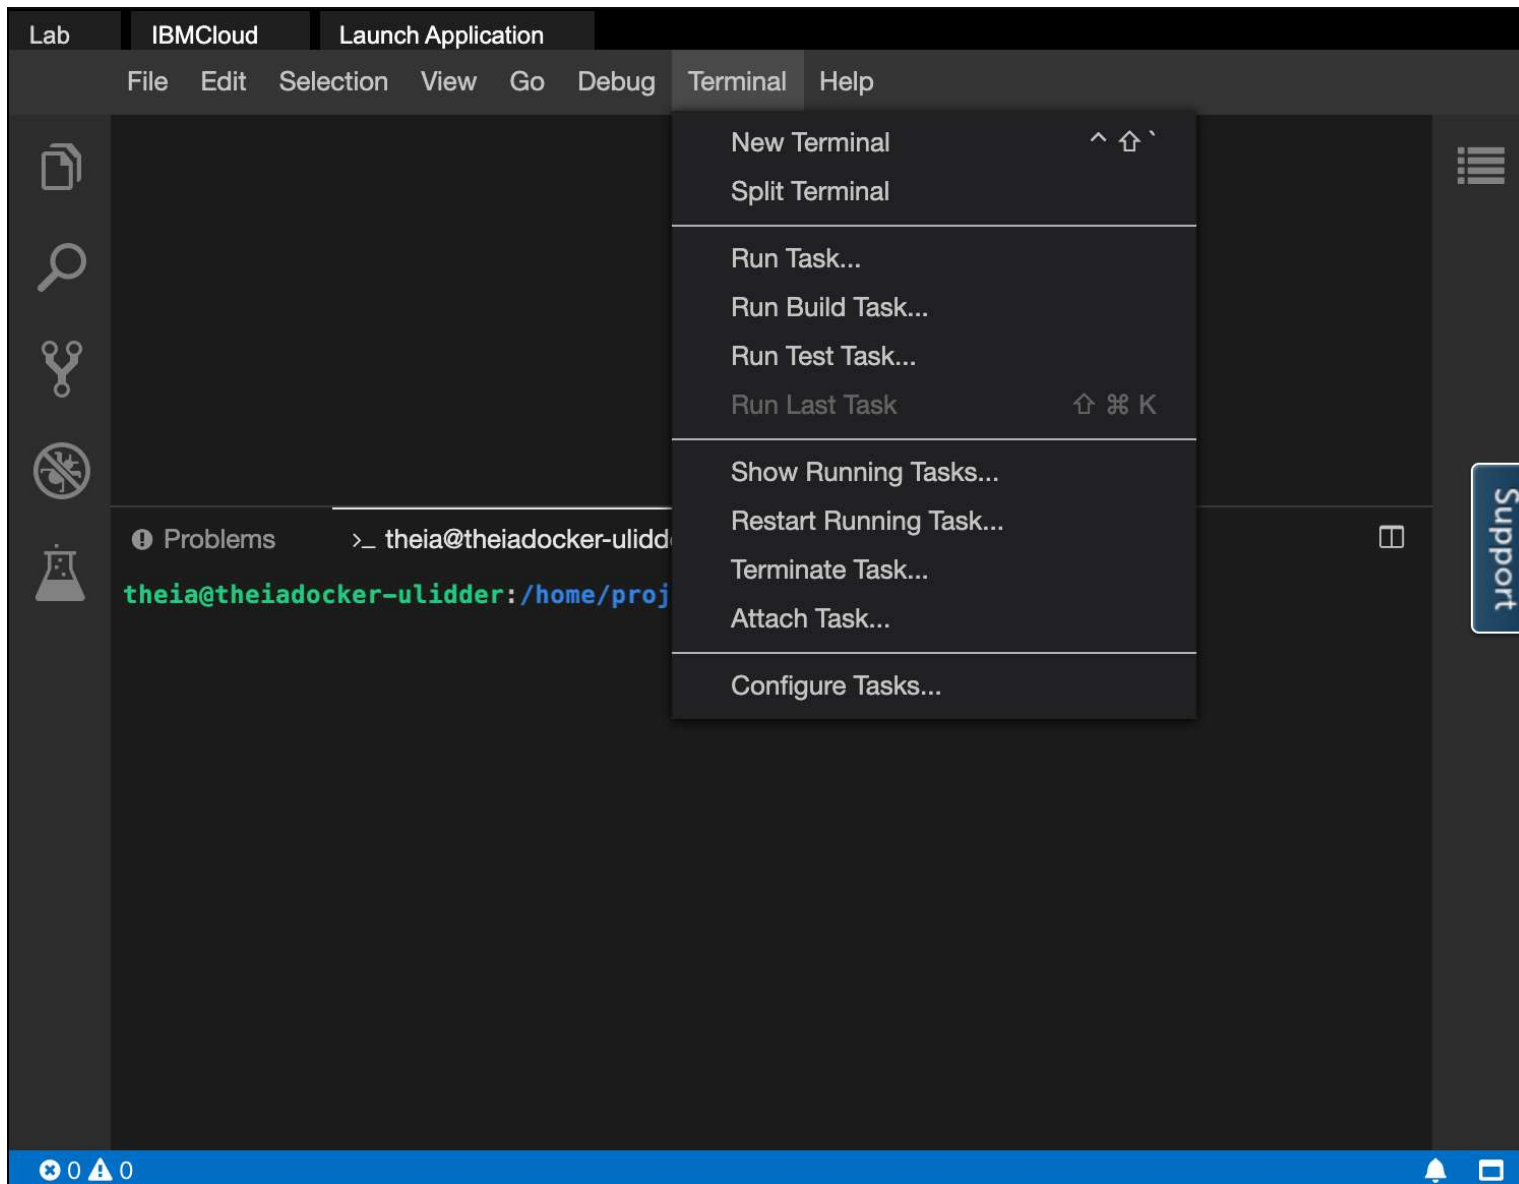 Lab IBMCloud Launch Application
File Edit Selection View Go Debug Terminal Help
New Terminal ^ ⇧ `
Split Terminal
Run Task...
Run Build Task...
Run Test Task...
Run Last Task ⇧ ⌘ K
Show Running Tasks...
Restart Running Task...
Terminate Task...
Attach Task...
Configure Tasks...
Problems >_ theia@theiadocker-ulidd
theia@theiadocker-ulidder:/home/proj
Support
0 0